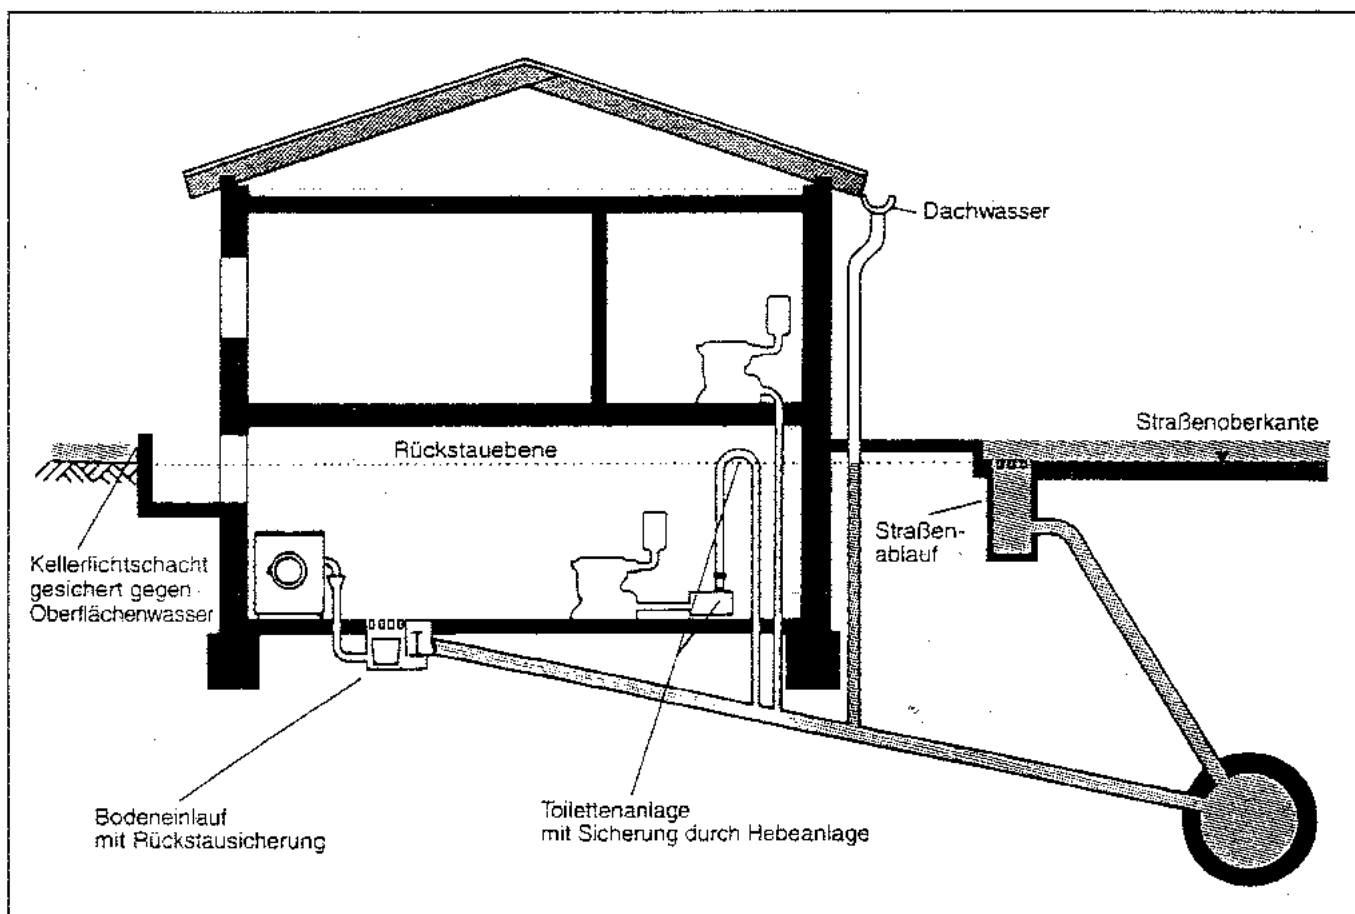 Dachwasser
Straßenoberkante
Rückstauebene
Straßen-
ablauf
Kellerlichtschacht
gesichert gegen
Oberflächenwasser
Bodeneinlauf
mit Rückstausicherung
Toilettenanlage
mit Sicherung durch Hebeanlage